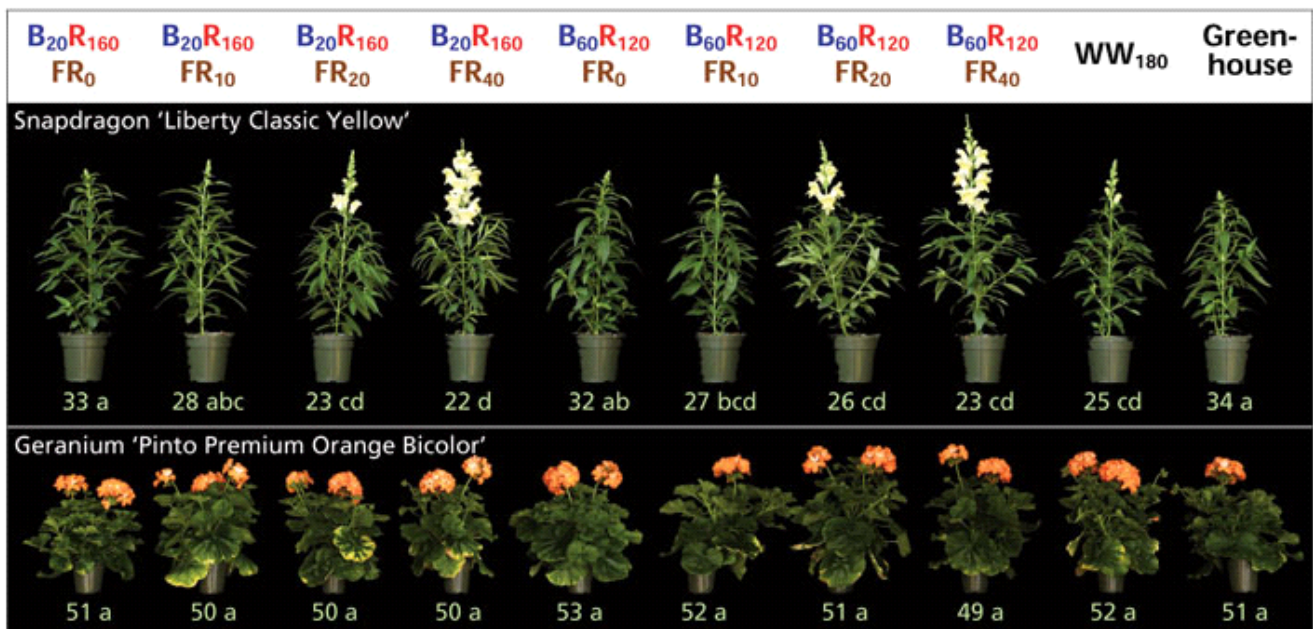 B20R160 B20R160 B20R160 B20R160 B60R120 B60R120 B60R120 B60R120 WW180 Green-
FR0 FR10 FR20 FR40 FR0 FR10 FR20 FR40 house
Snapdragon ‘Liberty Classic Yellow’
33 a 28 abc 23 cd 22 d 32 ab 27 bcd 26 cd 23 cd 25 cd 34 a
Geranium ‘Pinto Premium Orange Bicolor’
51 a 50 a 50 a 50 a 53 a 52 a 51 a 49 a 52 a 51 a